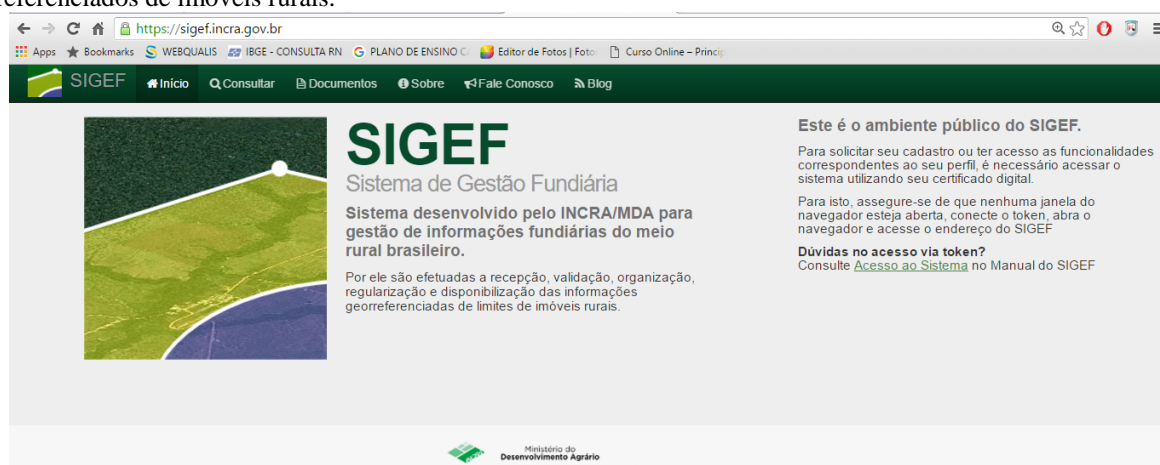 referenciados de imóveis rurais.
https://sigef.incra.gov.br
Apps Bookmarks WEBQUALIS IBGE - CONSULTA RN PLANO DE ENSINO C Editor de Fotos | Foto Curso Online – Princip
SIGEF Início Consultar Documentos Sobre Fale Conosco Blog
SIGEF
Sistema de Gestão Fundiária
Sistema desenvolvido pelo INCRA/MDA para
gestão de informações fundiárias do meio
rural brasileiro.
Por ele são efetuadas a recepção, validação, organização,
regularização e disponibilização das informações
georreferenciadas de limites de imóveis rurais.
Este é o ambiente público do SIGEF.
Para solicitar seu cadastro ou ter acesso as funcionalidades
correspondentes ao seu perfil, é necessário acessar o
sistema utilizando seu certificado digital.
Para isto, assegure-se de que nenhuma janela do
navegador esteja aberta, conecte o token, abra o
navegador e acesse o endereço do SIGEF
Dúvidas no acesso via token?
Consulte Acesso ao Sistema no Manual do SIGEF
Ministério do
Desenvolvimento Agrário